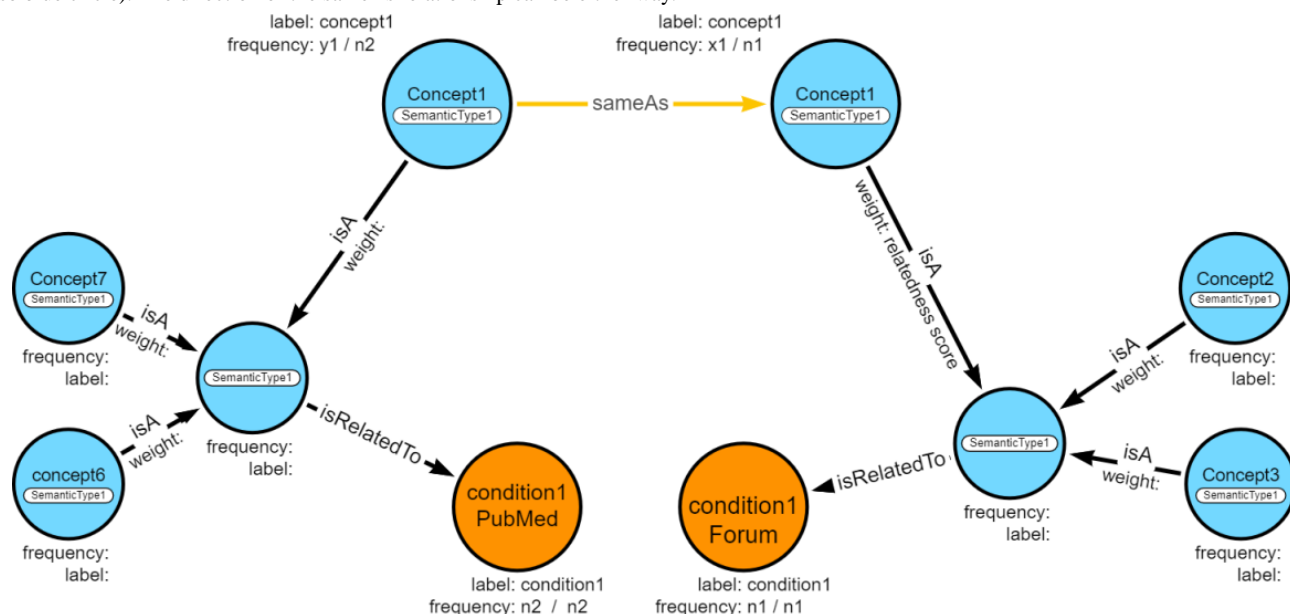 label: concept1
frequency: y1 / n2
label: concept1
frequency: x1 / n1
Concept1
SemanticType1
sameAs
Concept1
SemanticType1
isA
weight:
isA
weight: relatedness score
Concept7
SemanticType1
isA
weight:
frequency:
label:
SemanticType1
frequency:
label:
concept6
SemanticType1
isA
weight:
frequency:
label:
isRelatedTo
condition1
PubMed
label: condition1
frequency: n2 / n2
Concept2
SemanticType1
isA
weight:
frequency:
label:
SemanticType1
frequency:
label:
isA
weight:
Concept3
SemanticType1
frequency:
label:
isRelatedTo
condition1
Forum
label: condition1
frequency: n1 / n1